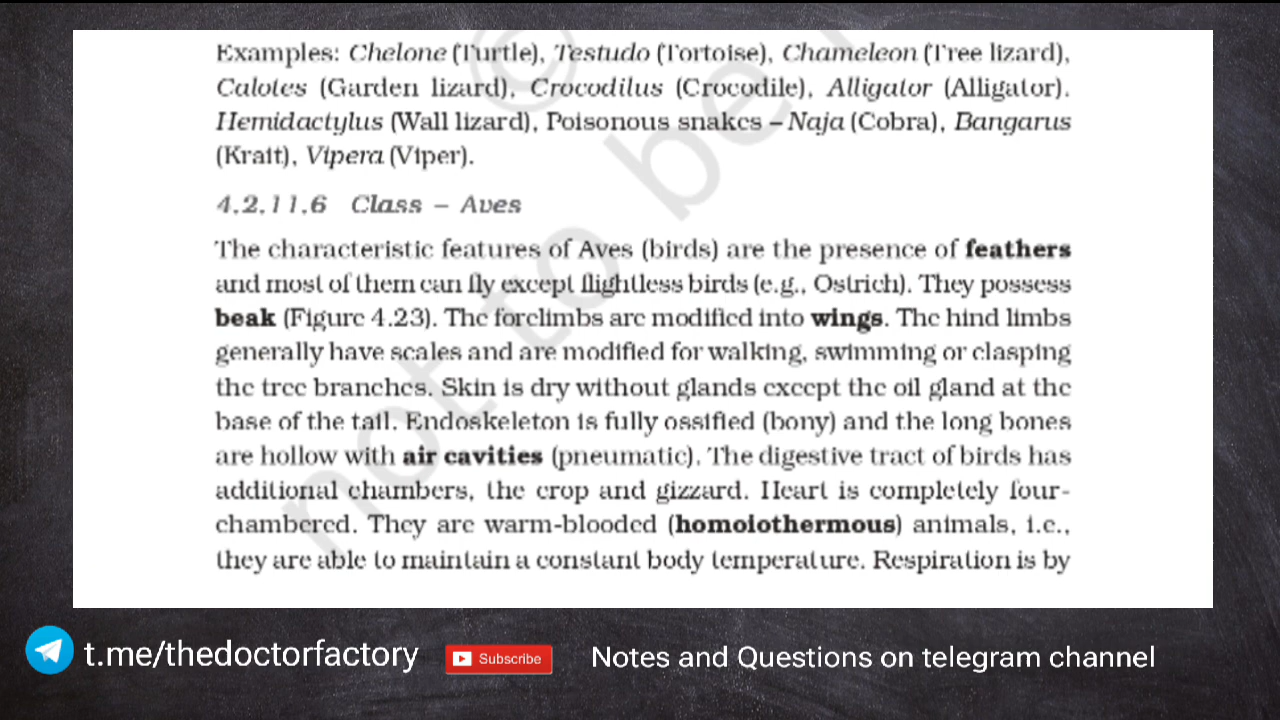 Examples: Chelone (Turtle), Testudo (Tortoise), Chameleon (Tree lizard),
Calotes (Garden lizard), Crocodilus (Crocodile), Alligator (Alligator).
Hemidactylus (Wall lizard), Poisonous snakes – Naja (Cobra), Bangarus
(Krait), Vipera (Viper).
4.2.11.6 Class – Aves
The characteristic features of Aves (birds) are the presence of feathers
and most of them can fly except flightless birds (e.g., Ostrich). They possess
beak (Figure 4.23). The forelimbs are modified into wings. The hind limbs
generally have scales and are modified for walking, swimming or clasping
the tree branches. Skin is dry without glands except the oil gland at the
base of the tail. Endoskeleton is fully ossified (bony) and the long bones
are hollow with air cavities (pneumatic). The digestive tract of birds has
additional chambers, the crop and gizzard. Heart is completely four-
chambered. They are warm-blooded (homoiothermous) animals, i.e.,
they are able to maintain a constant body temperature. Respiration is by
©
not to be
t.me/thedoctorfactory
Subscribe
Notes and Questions on telegram channel